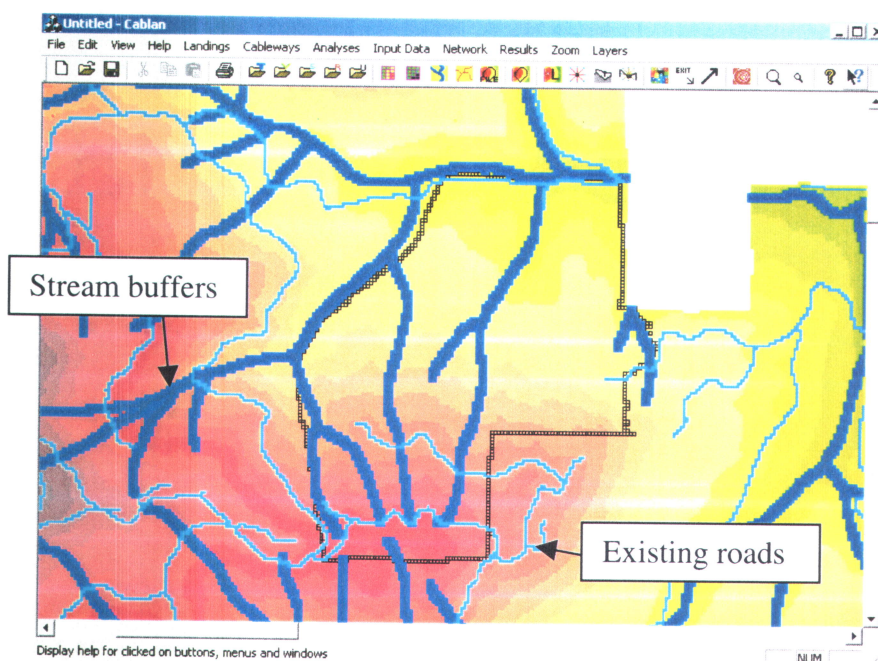 Untitled - Cablan
File Edit View Help Landings Cableways Analyses Input Data Network Results Zoom Layers
EXIT
Stream buffers
Existing roads
Display help for clicked on buttons, menus and windows
NUM